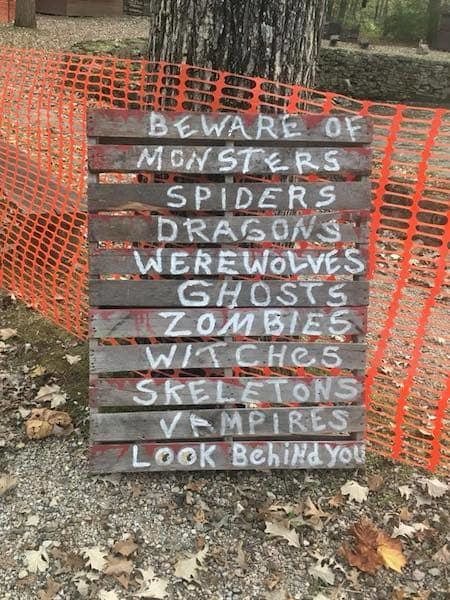 BEWARE OF
MONSTERS
SPIDERS
DRAGONS
WEREWOLVES
GHOSTS
ZOMBIES
WITCHeS
SKELETONS
VAMPIRES
LOOK BehiNd YOU